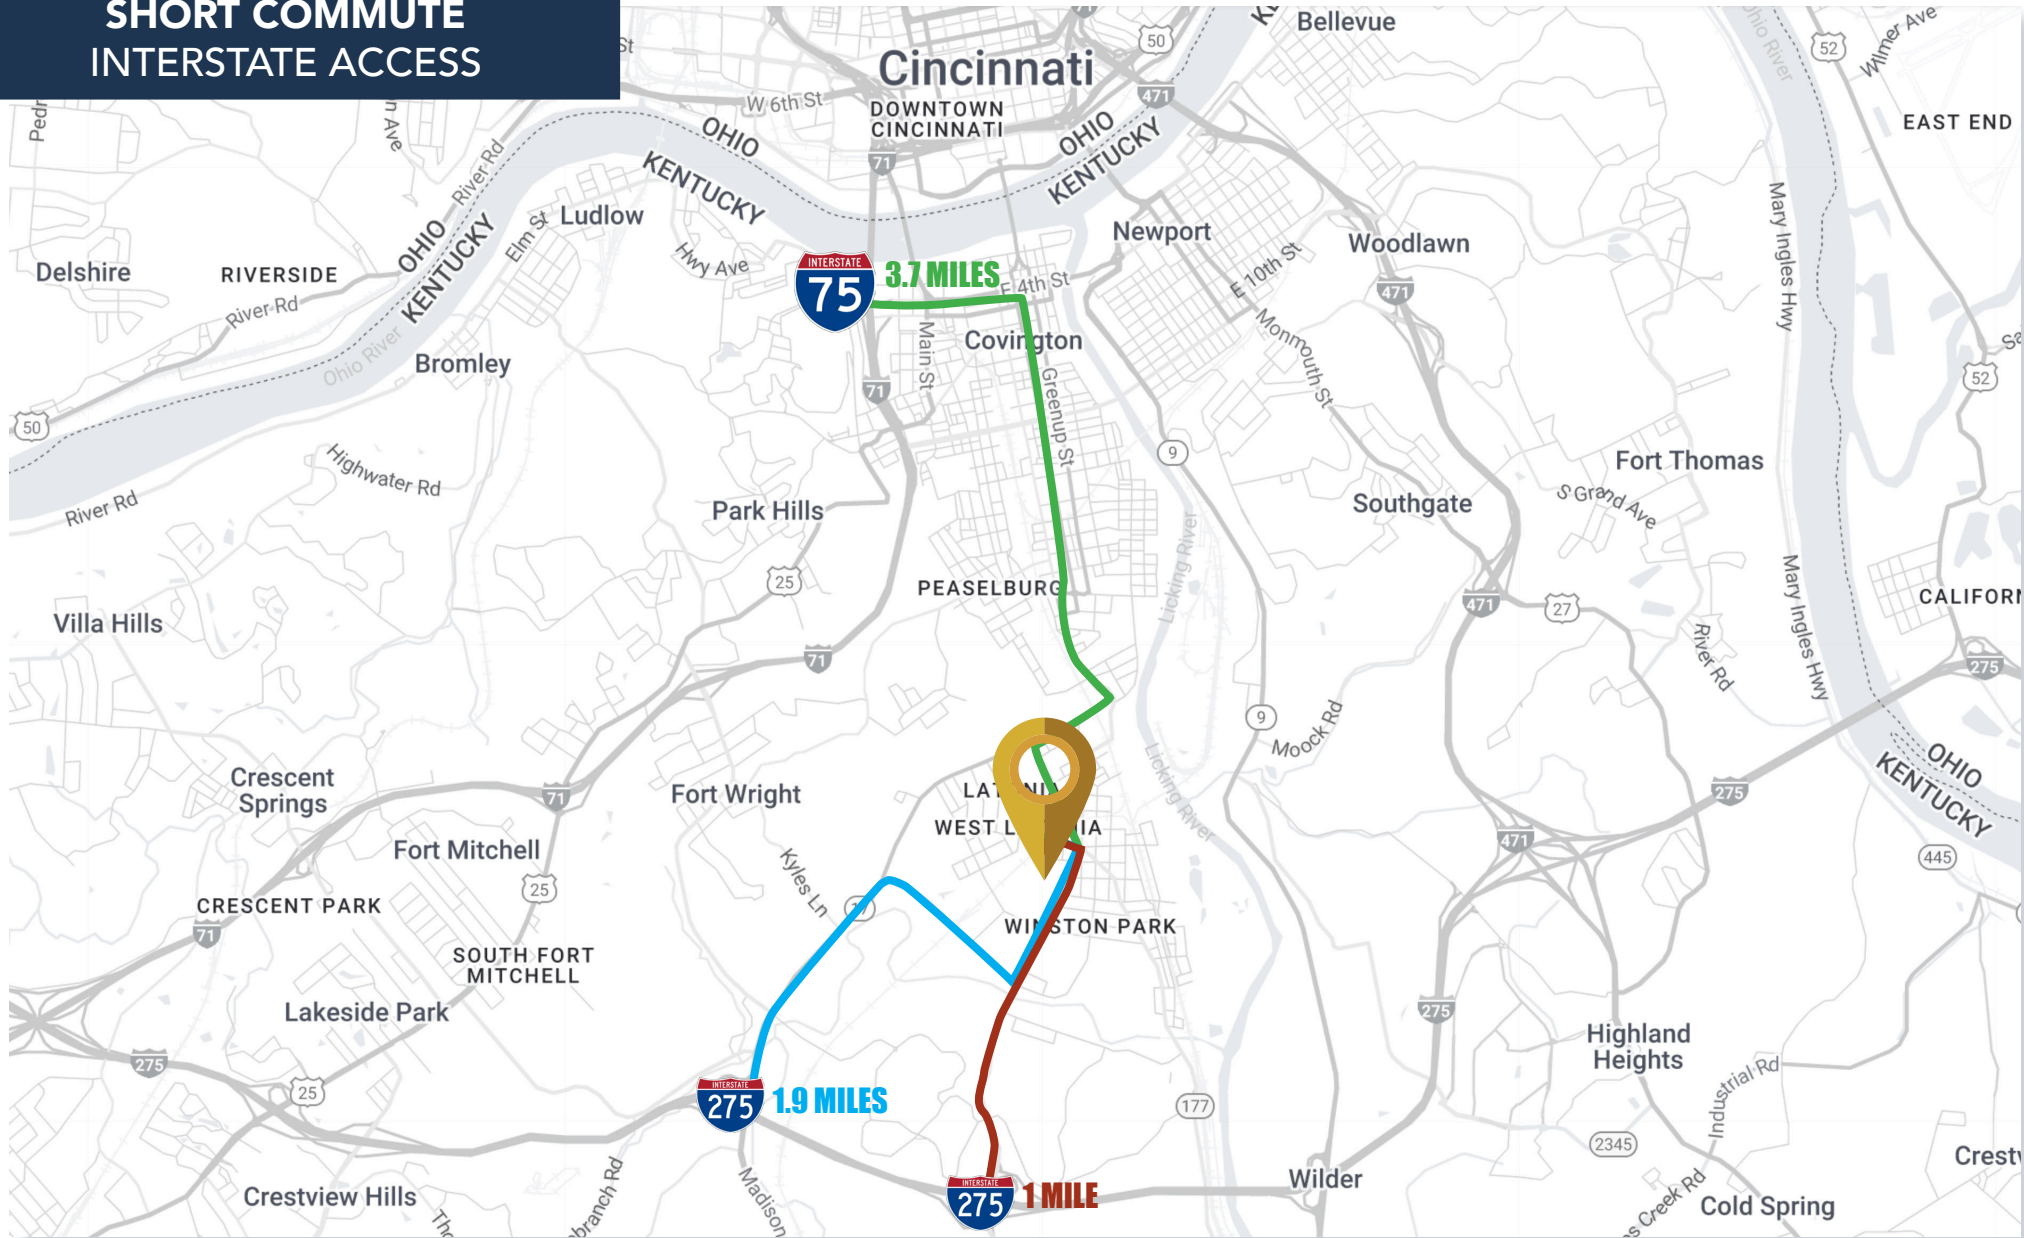 SHORT COMMUTE
INTERSTATE ACCESS
St
Bellevue
50
52
Wilmer Ave
Ohio River
Cincinnati
W 6th St
DOWNTOWN
CINCINNATI
471
EAST END
OHIO
KENTUCKY
OHIO
KENTUCKY
71
River Rd
OHIO
KENTUCKY
Elm St
Ludlow
Hwy Ave
Newport
Woodlawn
Mary Ingles Hwy
Delshire
RIVERSIDE
River Rd
INTERSTATE
75
3.7 MILES
E 4th St
E 10th St
471
Ohio River
Bromley
Main St
Covington
Monmouth St
52
50
71
Greenup St
9
Highwater Rd
River Rd
Park Hills
Southgate
Fort Thomas
S Grand Ave
25
PEASELBURG
Licking River
471
27
Mary Ingles Hwy
Villa Hills
71
River Rd
275
9
Moock Rd
Crescent
Springs
71
Fort Wright
Licking River
275
OHIO
KENTUCKY
Fort Mitchell
Kyles Ln
471
445
25
CRESCENT PARK
71
17
WINSTON PARK
SOUTH FORT
MITCHELL
Lakeside Park
275
Highland
Heights
275
25
INTERSTATE
275
1.9 MILES
177
Industrial Rd
2345
Crestview Hills
Madison
INTERSTATE
275
1 MILE
Wilder
Cold Spring